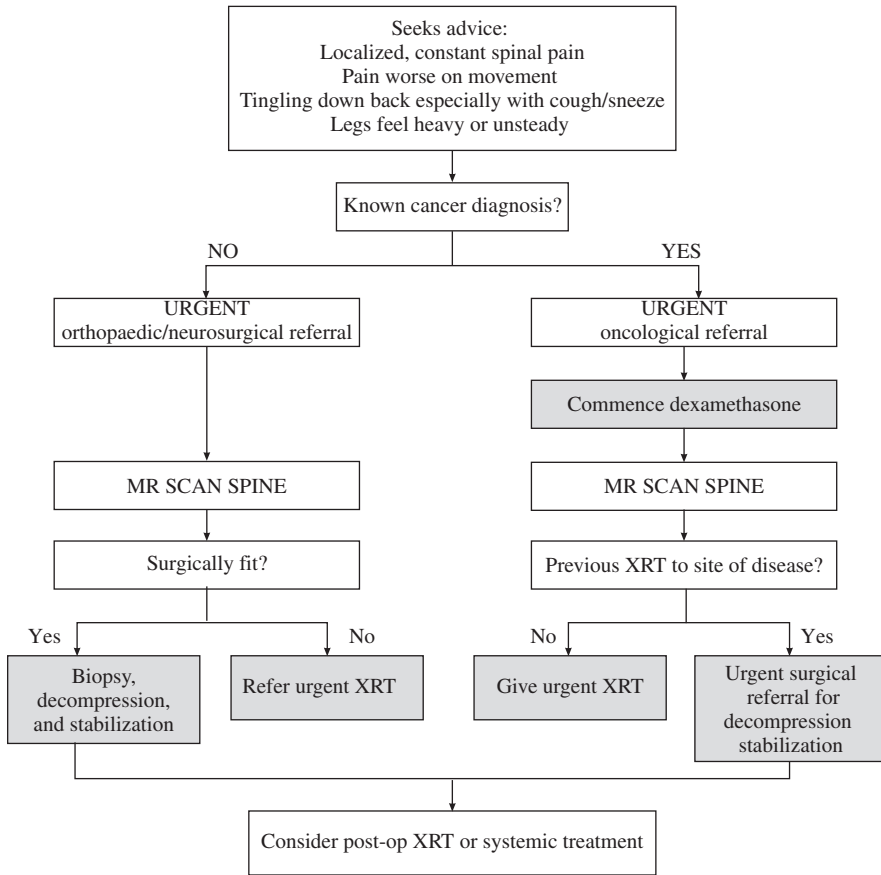 Seeks advice:
Localized, constant spinal pain
Pain worse on movement
Tingling down back especially with cough/sneeze
Legs feel heavy or unsteady
Known cancer diagnosis?
NO
YES
URGENT
orthopaedic/neurosurgical referral
URGENT
oncological referral
Commence dexamethasone
MR SCAN SPINE
MR SCAN SPINE
Surgically fit?
Previous XRT to site of disease?
Yes
No
No
Yes
Biopsy,
decompression,
and stabilization
Refer urgent XRT
Give urgent XRT
Urgent surgical
referral for
decompression
stabilization
Consider post-op XRT or systemic treatment